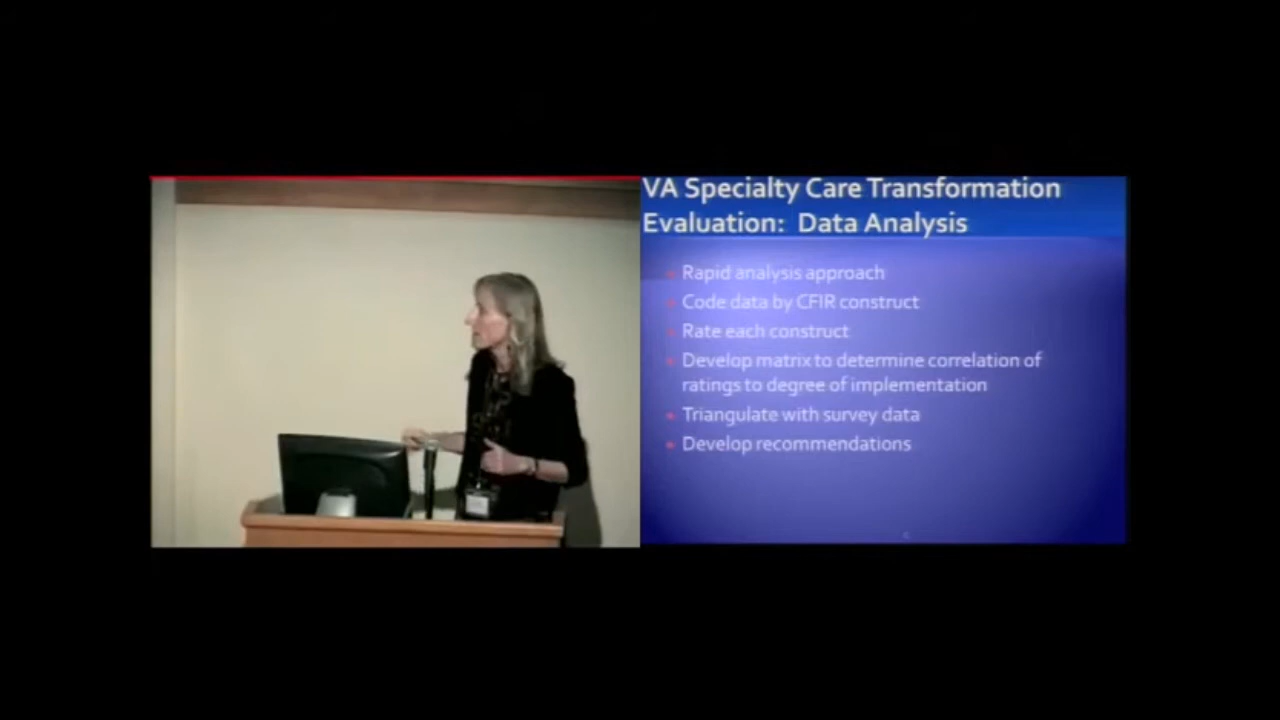 VA Specialty Care Transformation
Evaluation: Data Analysis
Rapid analysis approach
Code data by CFIR construct
Rate each construct
Develop matrix to determine correlation of
ratings to degree of implementation
Triangulate with survey data
Develop recommendations